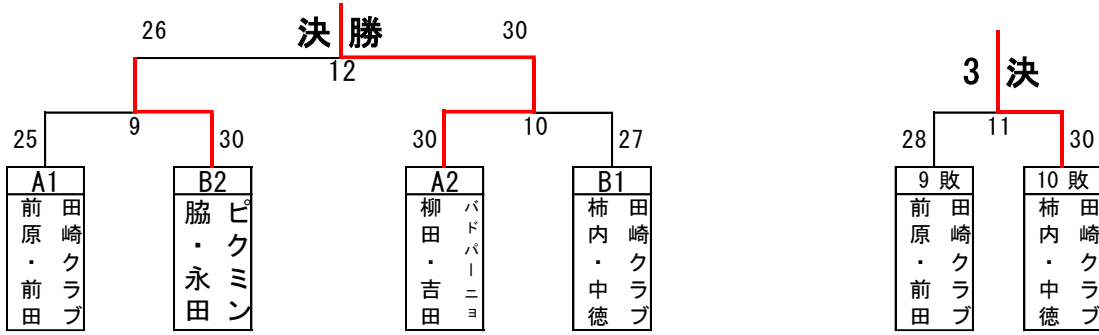 26
決 勝
30
12
3 決
25
9
30
30
10
27
28
11
30
A1
B2
A2
B1
9 敗
10 敗
前原・前田
田崎クラブ
脇・永田
ピクミン
柳田・吉田
バドパーニョ
柿内・中徳
田崎クラブ
前原・前田
田崎クラブ
柿内・中徳
田崎クラブ